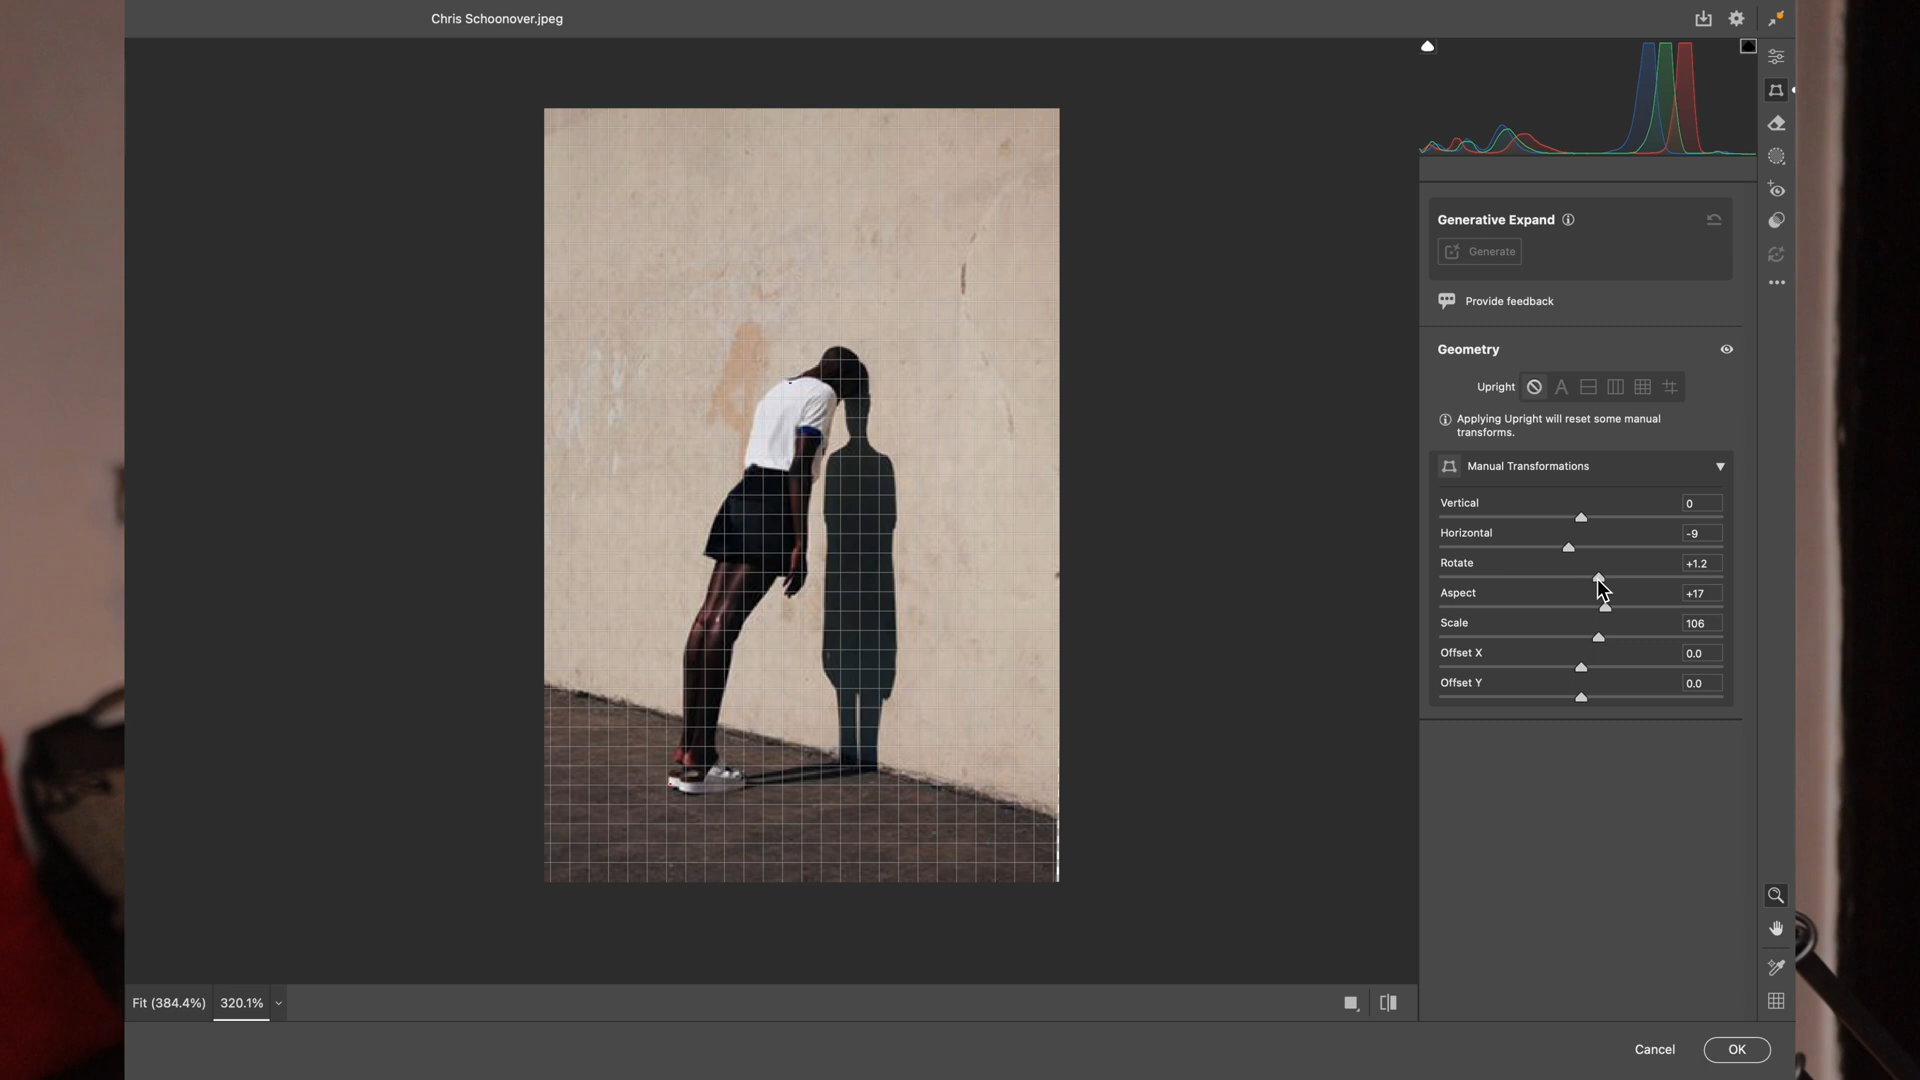 Chris Schoonover.jpeg
Generative Expand
Generate
Provide feedback
Geometry
Upright
A
Applying Upright will reset some manual
transforms.
Manual Transformations
Vertical 0
Horizontal -9
Rotate +1.2
Aspect +17
Scale 106
Offset X 0.0
Offset Y 0.0
Fit (384.4%) 320.1%
Cancel OK